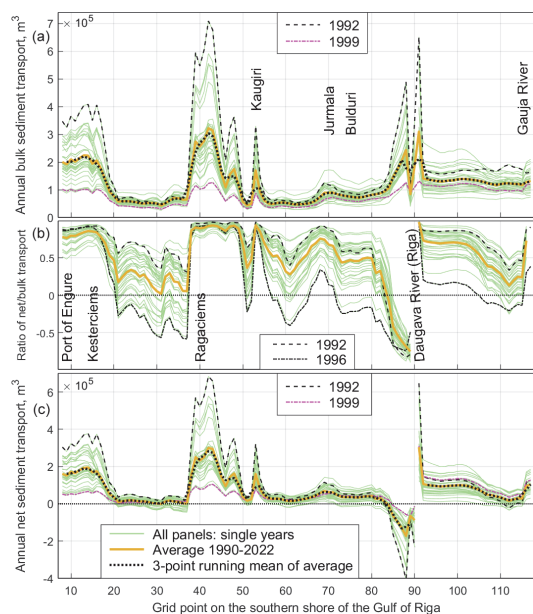 × 10⁵
(a)
Annual bulk sediment transport, m³
7
6
5
4
3
2
1
0
1992
1999
Kaugiri
Jurmala
Bulduri
Gauja River
(b)
Ratio of net/bulk transport
0.5
0
-0.5
Port of Engure
Kesterciems
Ragaciems
Daugava River (Riga)
1992
1996
× 10⁵
(c)
Annual net sediment transport, m³
6
4
2
0
-2
-4
1992
1999
All panels: single years
Average 1990-2022
3-point running mean of average
10 20 30 40 50 60 70 80 90 100 110
Grid point on the southern shore of the Gulf of Riga